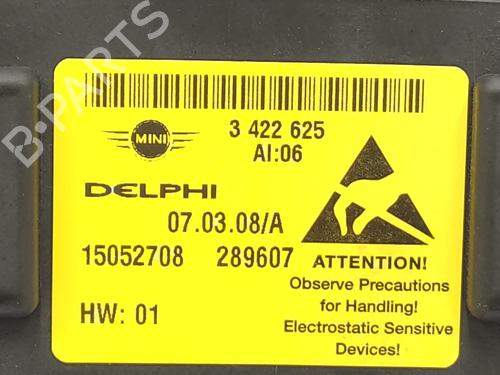 B-PARTS
MINI
3 422 625
AI:06
DELPHI
07.03.08/A
15052708 289607
HW: 01
ATTENTION!
Observe Precautions
for Handling!
Electrostatic Sensitive
Devices!